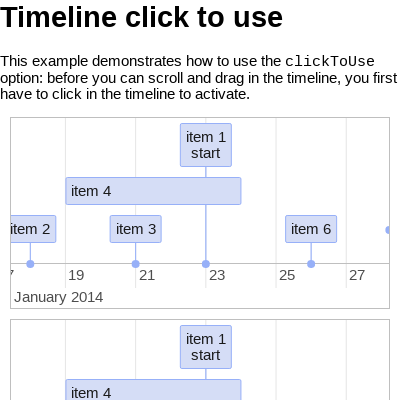 Timeline click to use
This example demonstrates how to use the clickToUse
option: before you can scroll and drag in the timeline, you first
have to click in the timeline to activate.
item 1
start
item 4
item 2
item 3
item 6
19
21
23
25
27
January 2014
item 1
start
item 4